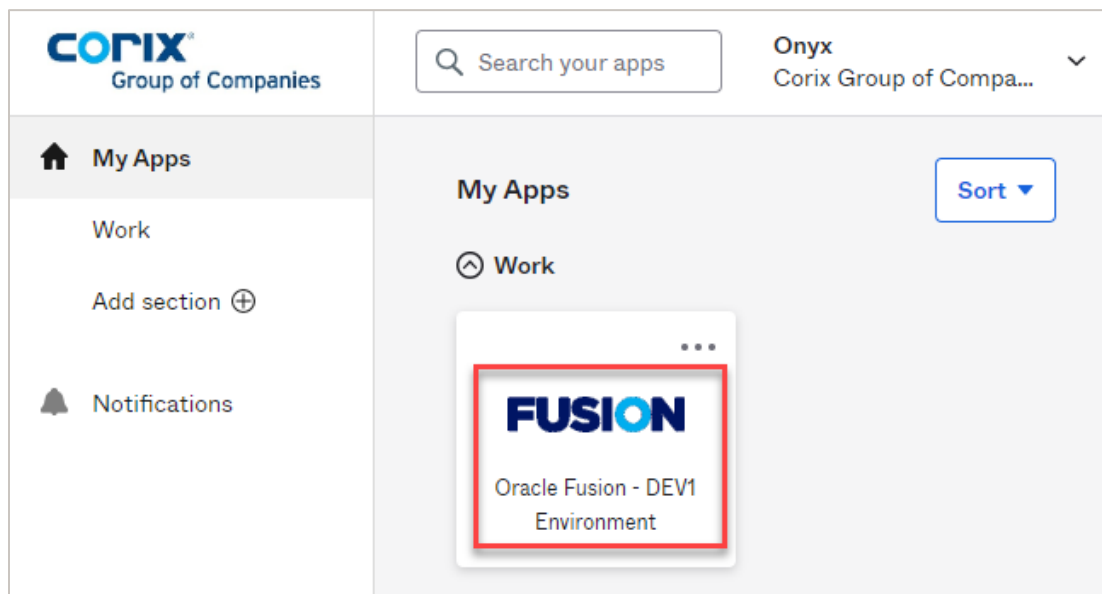 CORIX
Group of Companies
Search your apps
Onyx
Corix Group of Compa...
My Apps
Work
Add section
Notifications
My Apps
Sort
Work
FUSION
Oracle Fusion - DEV1
Environment